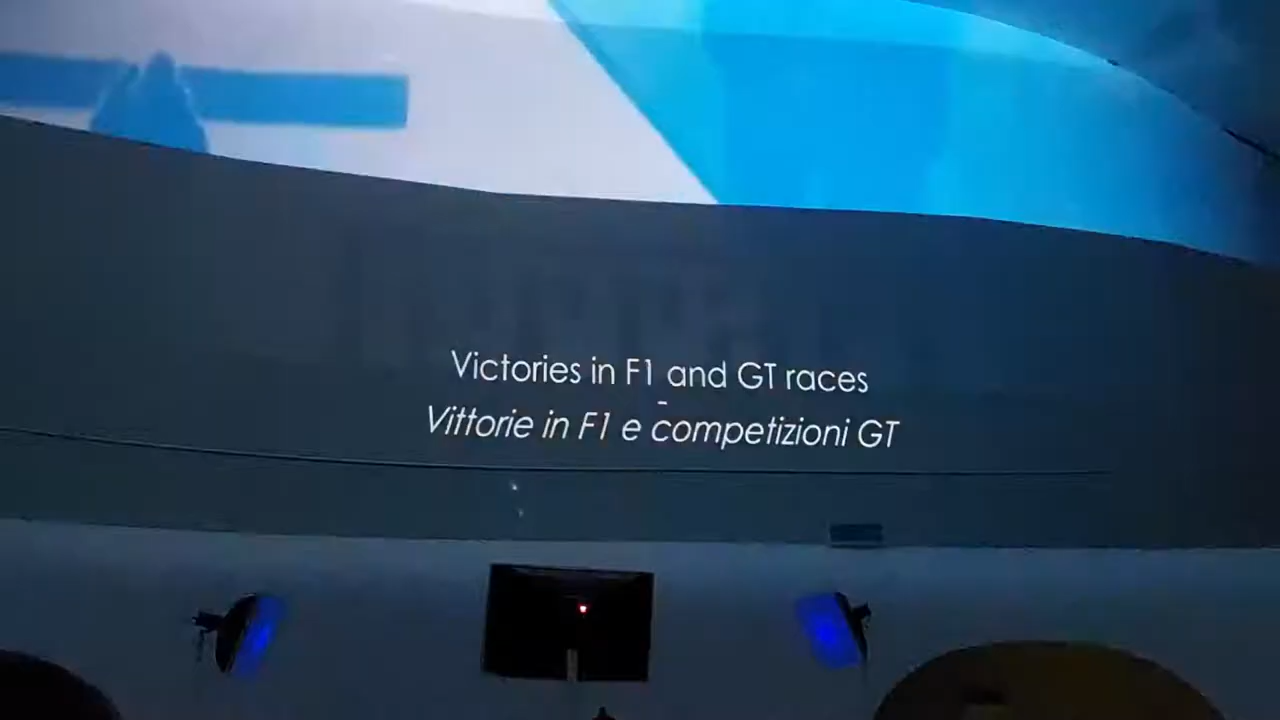 Victories in F1 and GT races
-
Vittorie in F1 e competizioni GT